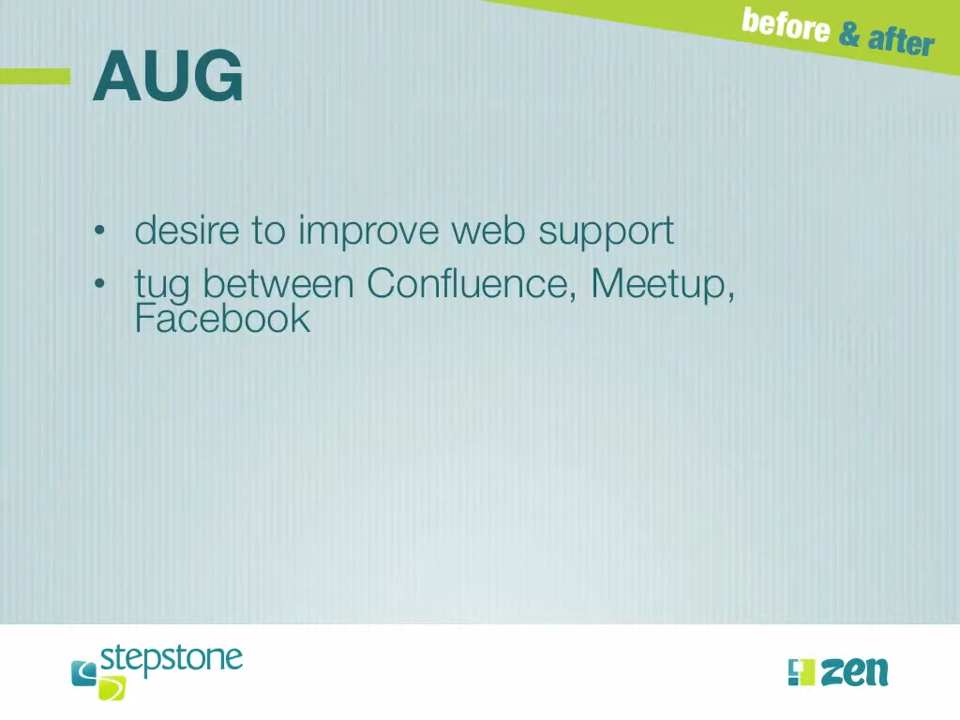 before & after
AUG
• desire to improve web support
• tug between Confluence, Meetup,
Facebook
stepstone
zen